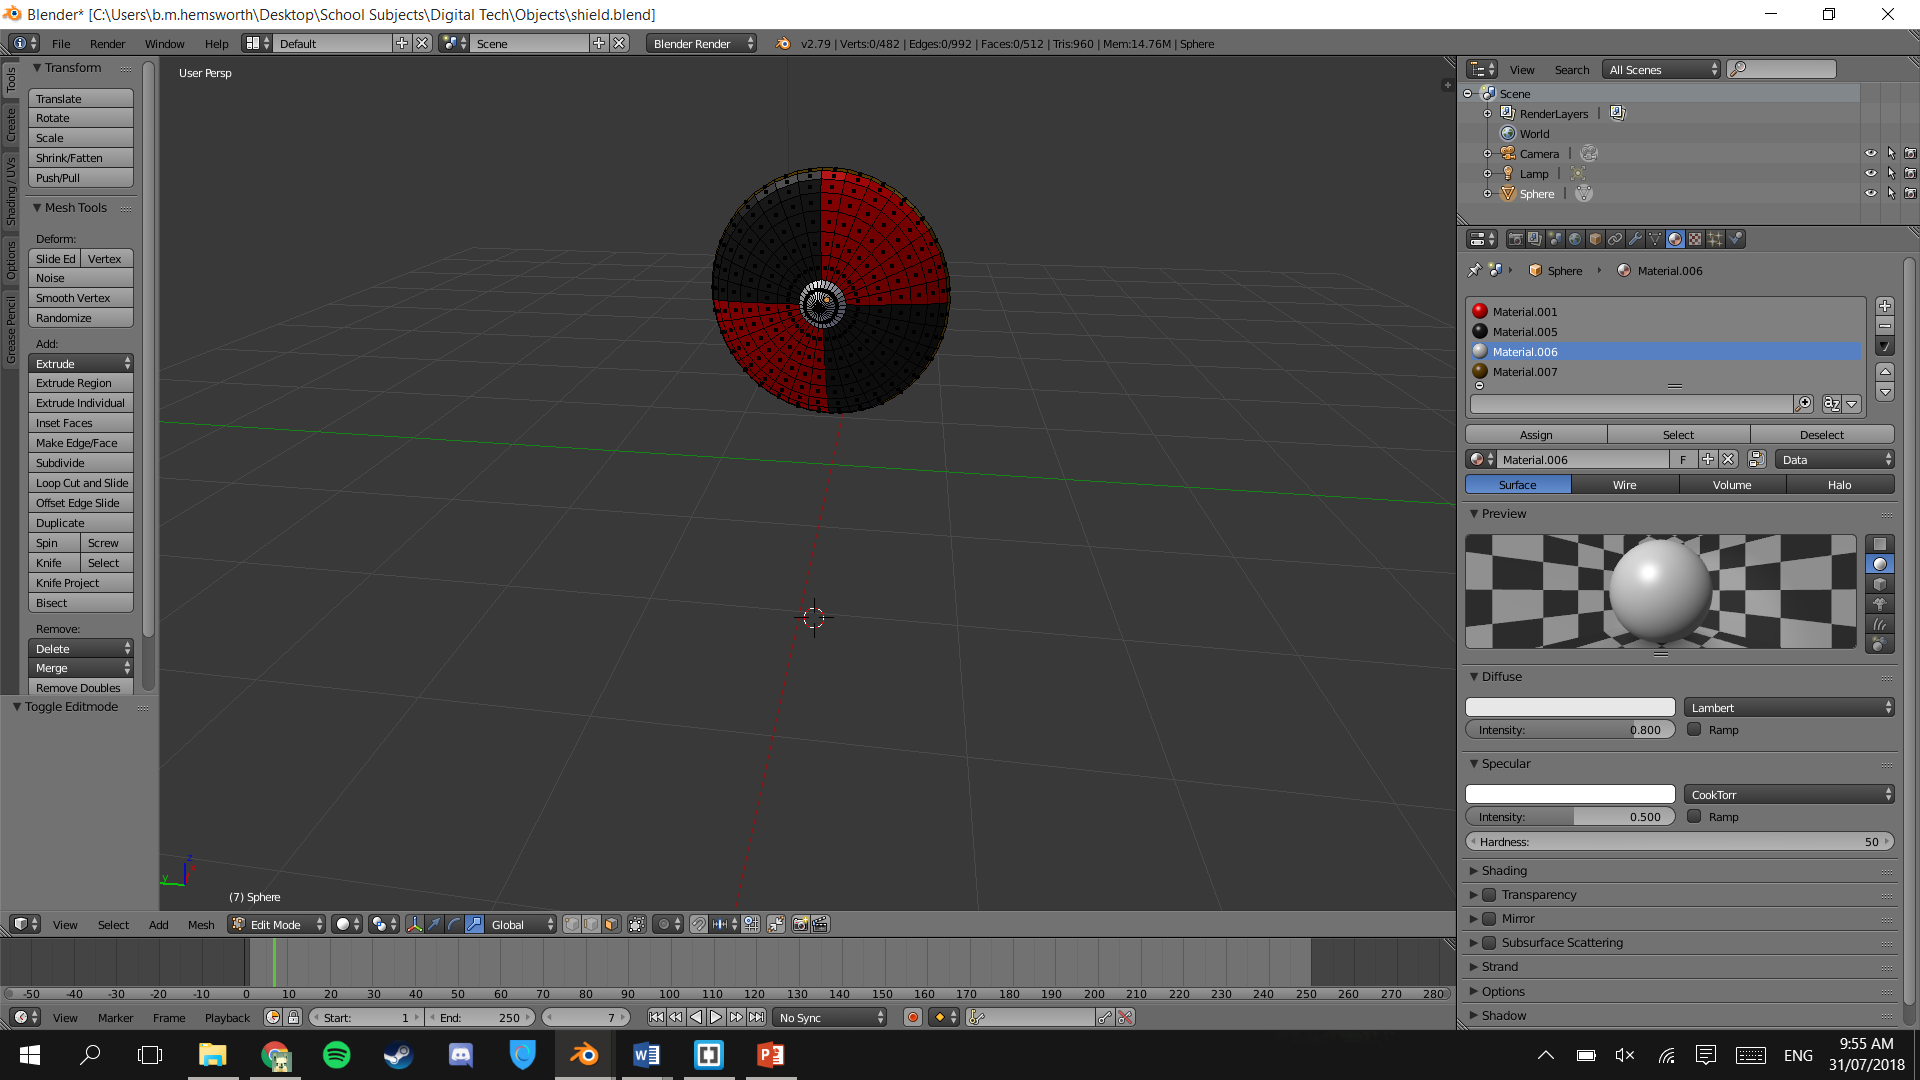 Blender* [C:\Users\b.m.hemsworth\Desktop\School Subjects\Digital Tech\Objects\shield.blend]
File Render Window Help Default Scene Blender Render v2.79 | Verts:0/482 | Edges:0/992 | Faces:0/512 | Tris:960 | Mem:14.76M | Sphere
Tools
Create
Shading / UVs
Options
Grease Pencil
Transform
Translate
Rotate
Scale
Shrink/Fatten
Push/Pull
Mesh Tools
Deform:
Slide Ed Vertex
Noise
Smooth Vertex
Randomize
Add:
Extrude
Extrude Region
Extrude Individual
Inset Faces
Make Edge/Face
Subdivide
Loop Cut and Slide
Offset Edge Slide
Duplicate
Spin Screw
Knife Select
Knife Project
Bisect
Remove:
Delete
Merge
Remove Doubles
Toggle Editmode
User Persp
z
y
(7) Sphere
View Select Add Mesh Edit Mode Global
-50 -40 -30 -20 -10 0 10 20 30 40 50 60 70 80 90 100 110 120 130 140 150 160 170 180 190 200 210 220 230 240 250 260 270 280
View Marker Frame Playback Start: 1 End: 250 7 No Sync
View Search All Scenes
Scene
RenderLayers |
World
Camera |
Lamp |
Sphere |
Sphere Material.006
Material.001
Material.005
Material.006
Material.007
Assign Select Deselect
Material.006 F Data
Surface Wire Volume Halo
Preview
Diffuse
Lambert
Intensity: 0.800 Ramp
Specular
CookTorr
Intensity: 0.500 Ramp
Hardness: 50
Shading
Transparency
Mirror
Subsurface Scattering
Strand
Options
Shadow
ENG
9:55 AM
31/07/2018